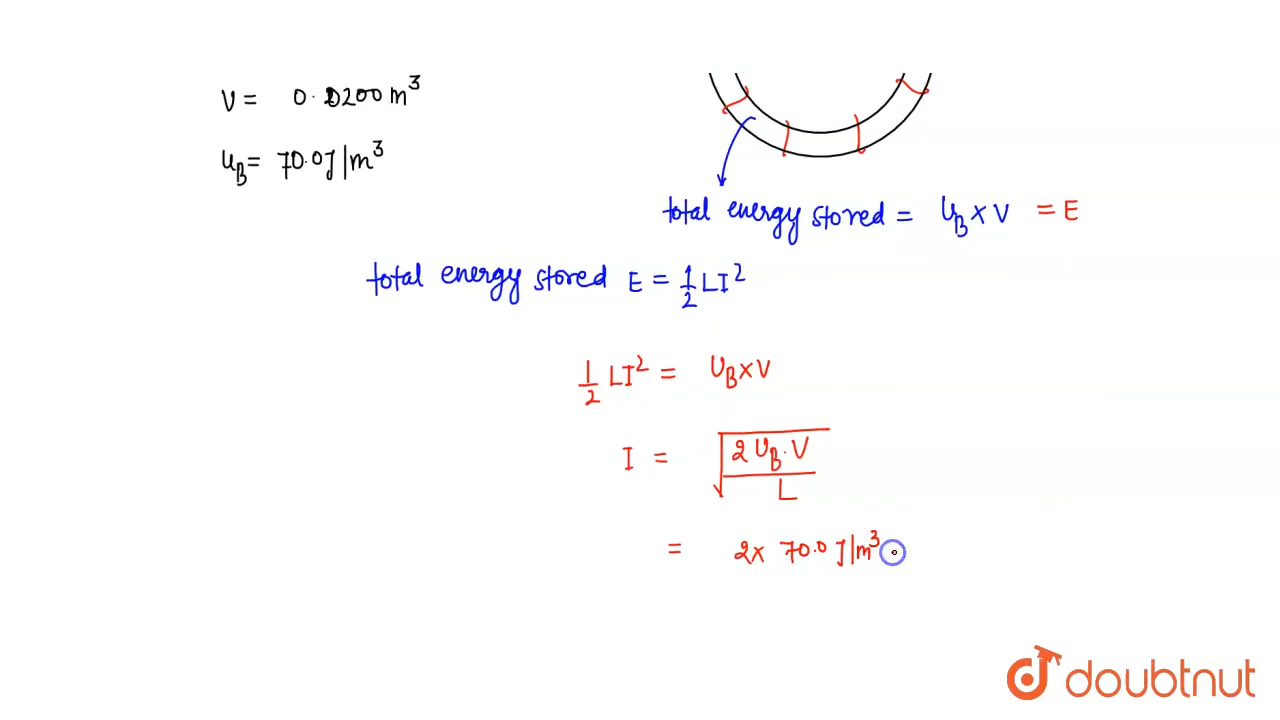 V = 0.0200 m³
u_B = 70.0 J/m³
total energy stored = U_B × V = E
total energy stored E = 1/2 LI²
1/2 LI² = U_B × V
I = √(2 U_B · V / L)
= 2 × 70.0 J/m³
doubtnut